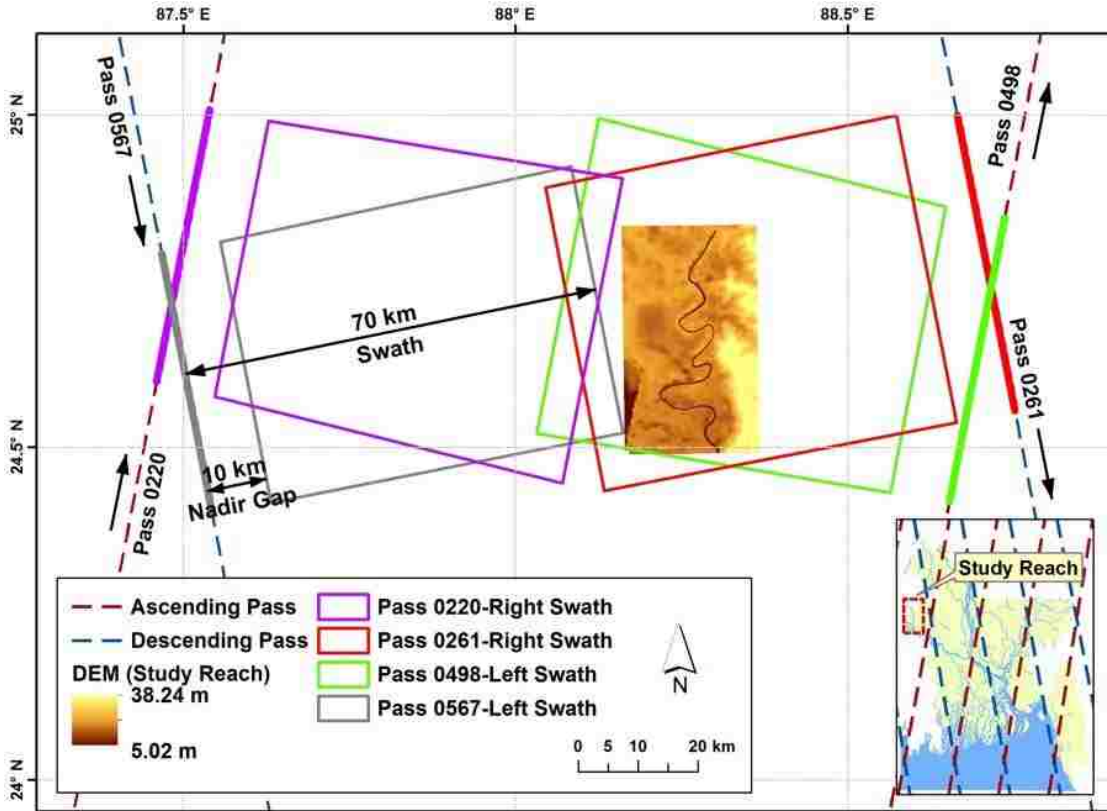 87.5° E
88° E
88.5° E
25° N
24.5° N
24° N
Pass 0567
Pass 0498
70 km
Swath
Pass 0261
10 km
Nadir Gap
Pass 0220
Study Reach
Ascending Pass
Descending Pass
DEM (Study Reach)
38.24 m
5.02 m
Pass 0220-Right Swath
Pass 0261-Right Swath
Pass 0498-Left Swath
Pass 0567-Left Swath
N
0 5 10 20 km